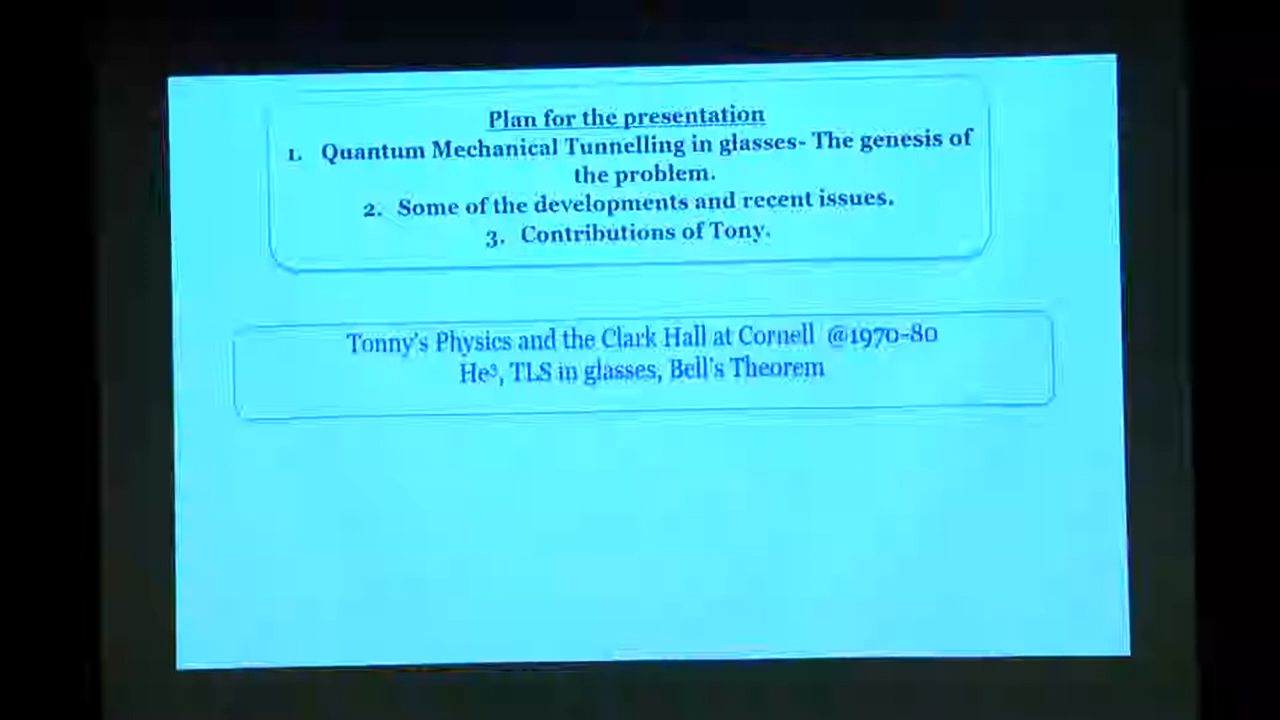 Plan for the presentation
1. Quantum Mechanical Tunnelling in glasses- The genesis of
the problem.
2. Some of the developments and recent issues.
3. Contributions of Tony.
Tonny's Physics and the Clark Hall at Cornell @1970-80
He³, TLS in glasses, Bell's Theorem